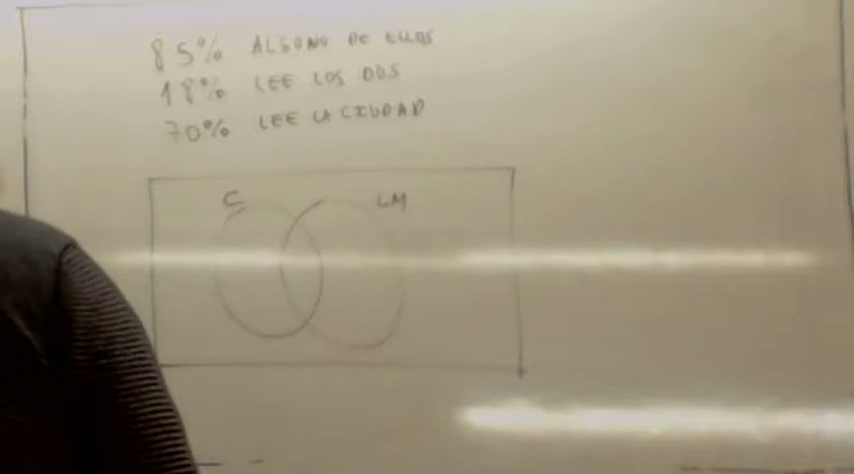 85% ALGUNO DE ELLOS
18% LEE LOS DOS
70% LEE LA CIUDAD
C LM